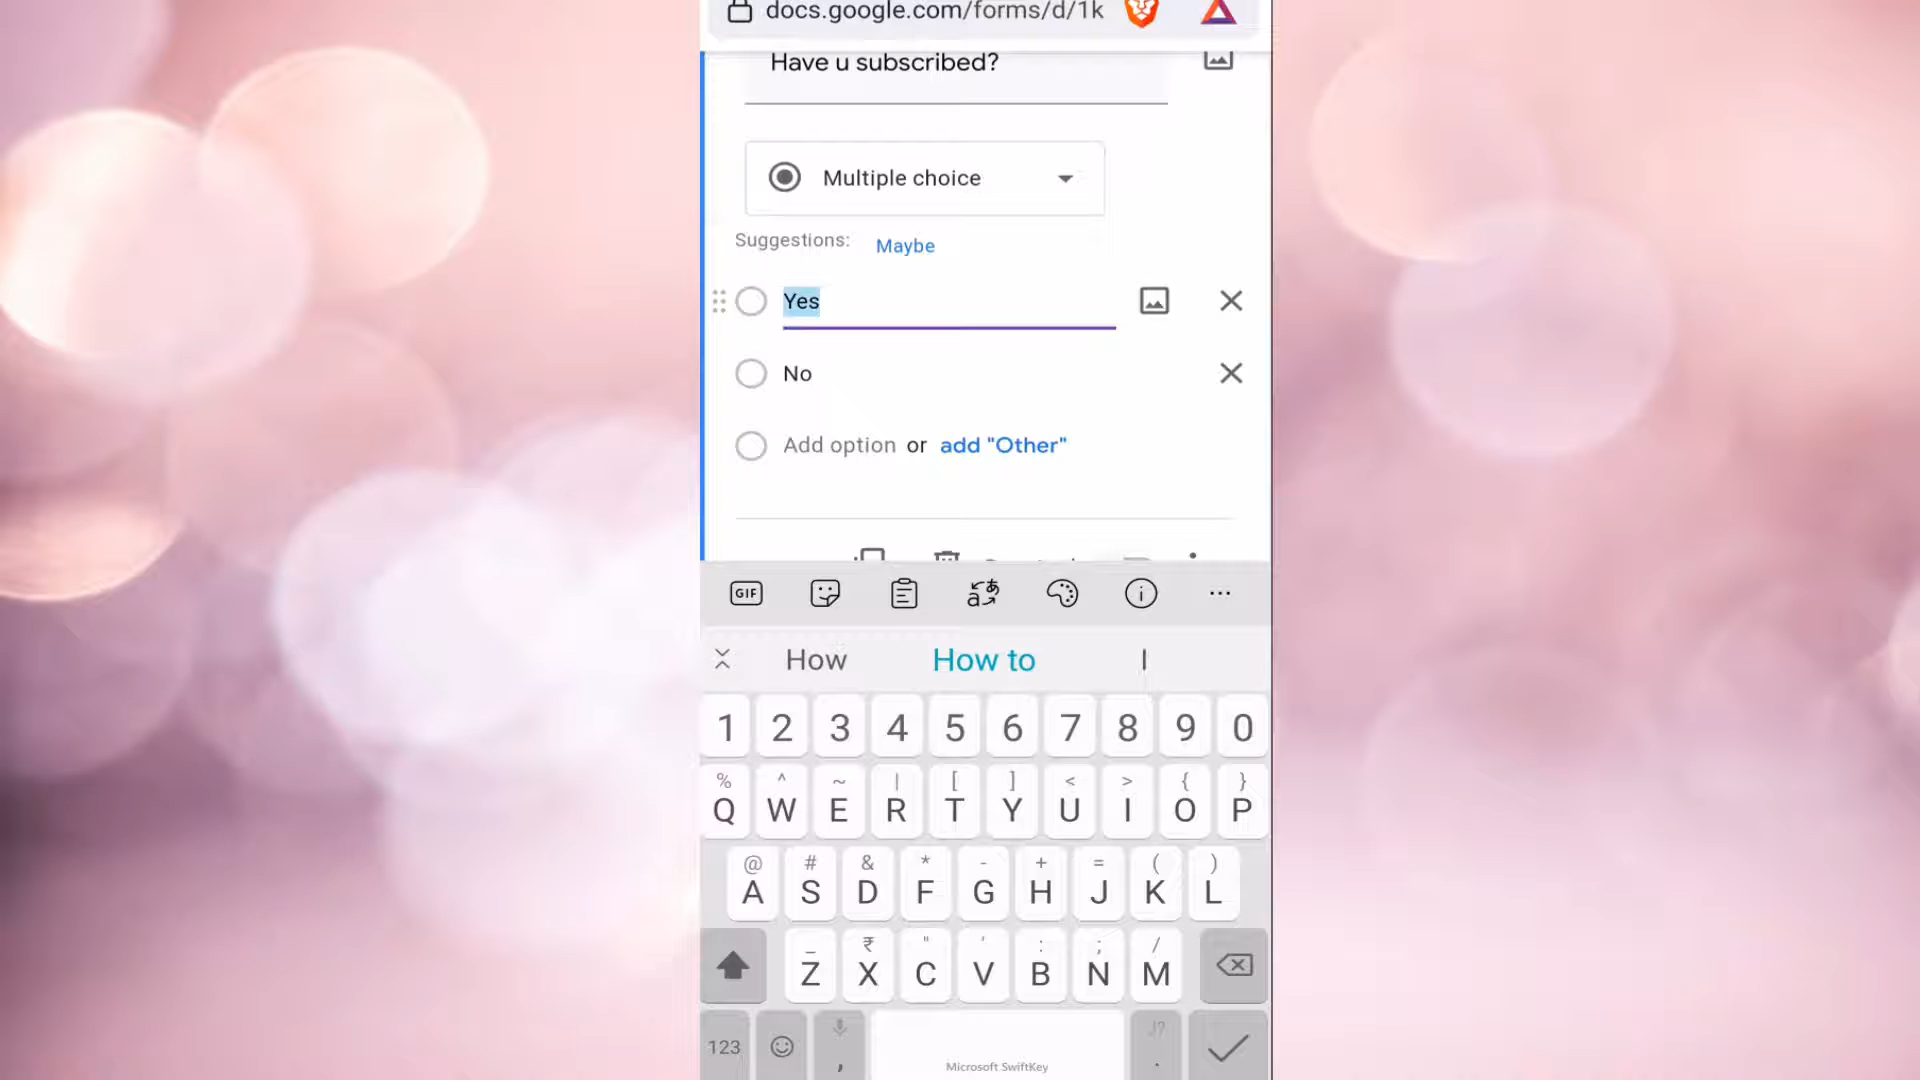 docs.google.com/forms/d/1k
Have u subscribed?
Multiple choice
Suggestions: Maybe
Yes
No
Add option or add "Other"
GIF
How How to I
1 2 3 4 5 6 7 8 9 0
% ^ ~ | [ ] < > { }
Q W E R T Y U I O P
@ # & * - + = ( )
A S D F G H J K L
_ ₹ " ' : ; /
Z X C V B N M
123 , .
Microsoft SwiftKey